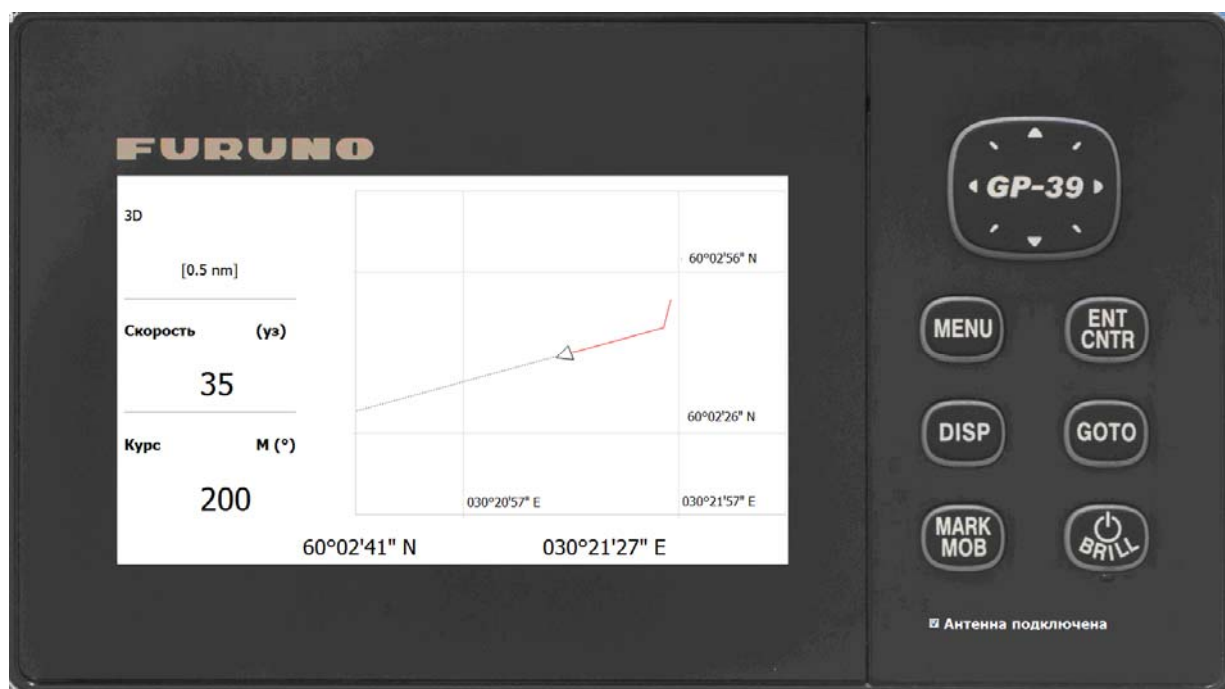 FURUNO
3D
[0.5 nm]
Скорость (уз)
35
Курс M (°)
200
60°02'56" N
60°02'26" N
030°20'57" E 030°21'57" E
60°02'41" N 030°21'27" E
GP-39
MENU
ENT
CNTR
DISP
GOTO
MARK
MOB
BRILL
Антенна подключена